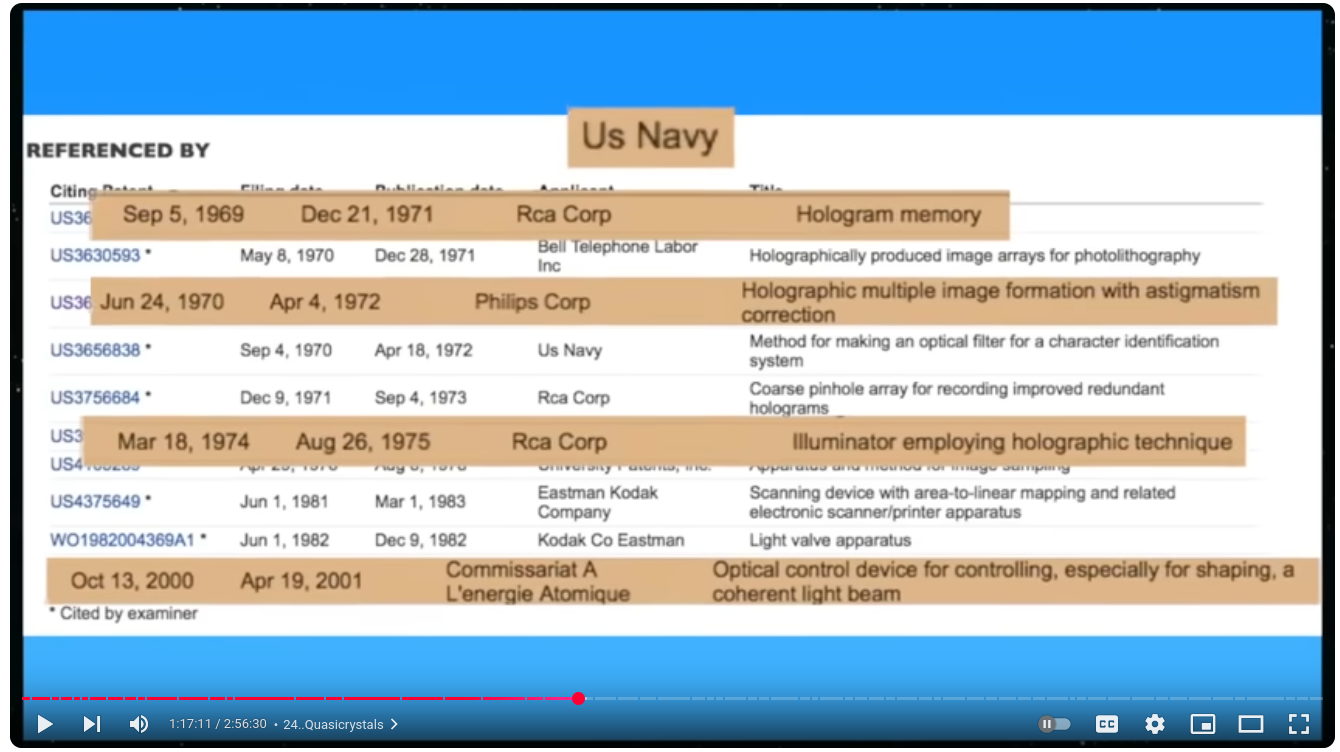 Us Navy
REFERENCED BY
Citing Patent Filing date Publication date Applicant Title
US36 Sep 5, 1969 Dec 21, 1971 Rca Corp Hologram memory
US3630593 * May 8, 1970 Dec 28, 1971 Bell Telephone Labor Holographically produced image arrays for photolithography
Inc
US36 Jun 24, 1970 Apr 4, 1972 Philips Corp Holographic multiple image formation with astigmatism
correction
US3656838 * Sep 4, 1970 Apr 18, 1972 Us Navy Method for making an optical filter for a character identification
system
US3756684 * Dec 9, 1971 Sep 4, 1973 Rca Corp Coarse pinhole array for recording improved redundant
holograms
US3 Mar 18, 1974 Aug 26, 1975 Rca Corp Illuminator employing holographic technique
University Patents, Inc. Apparatus and method for image sampling
US4375649 * Jun 1, 1981 Mar 1, 1983 Eastman Kodak Scanning device with area-to-linear mapping and related
Company electronic scanner/printer apparatus
WO1982004369A1 * Jun 1, 1982 Dec 9, 1982 Kodak Co Eastman Light valve apparatus
Oct 13, 2000 Apr 19, 2001 Commissariat A Optical control device for controlling, especially for shaping, a
L'energie Atomique coherent light beam
* Cited by examiner
1:17:11 / 2:56:30 • 24..Quasicrystals
CC